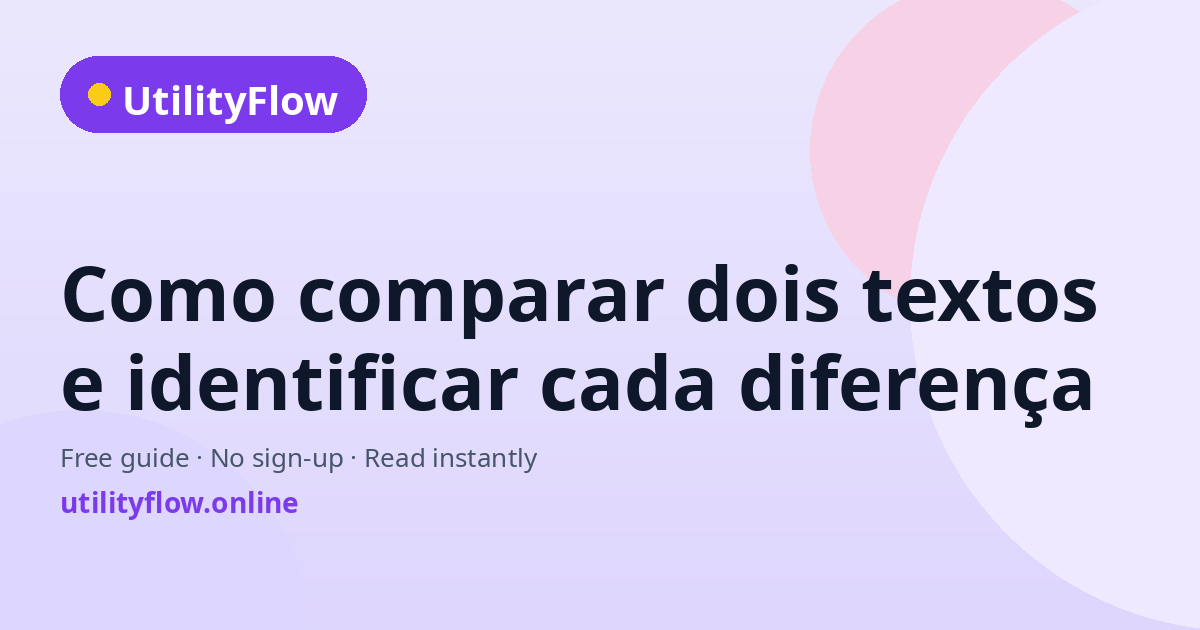 UtilityFlow
Como comparar dois textos
e identificar cada diferença
Free guide · No sign-up · Read instantly
utilityflow.online